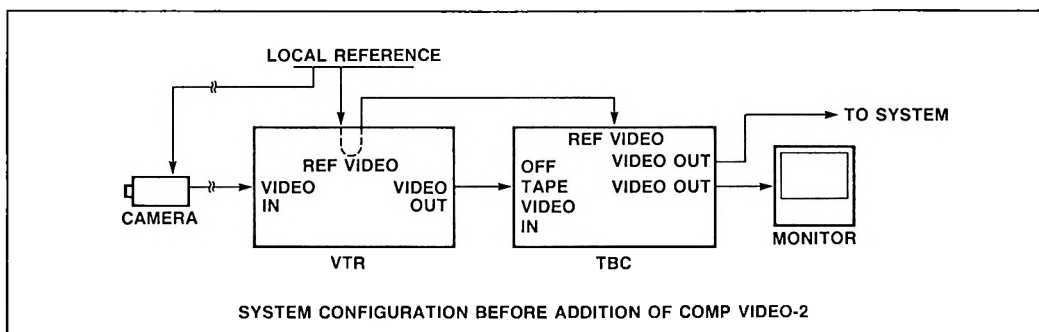 LOCAL REFERENCE
TO SYSTEM
REF VIDEO
VIDEO IN
VIDEO OUT
CAMERA
VTR
REF VIDEO
VIDEO OUT
VIDEO OUT
OFF
TAPE
VIDEO
IN
TBC
MONITOR
SYSTEM CONFIGURATION BEFORE ADDITION OF COMP VIDEO-2